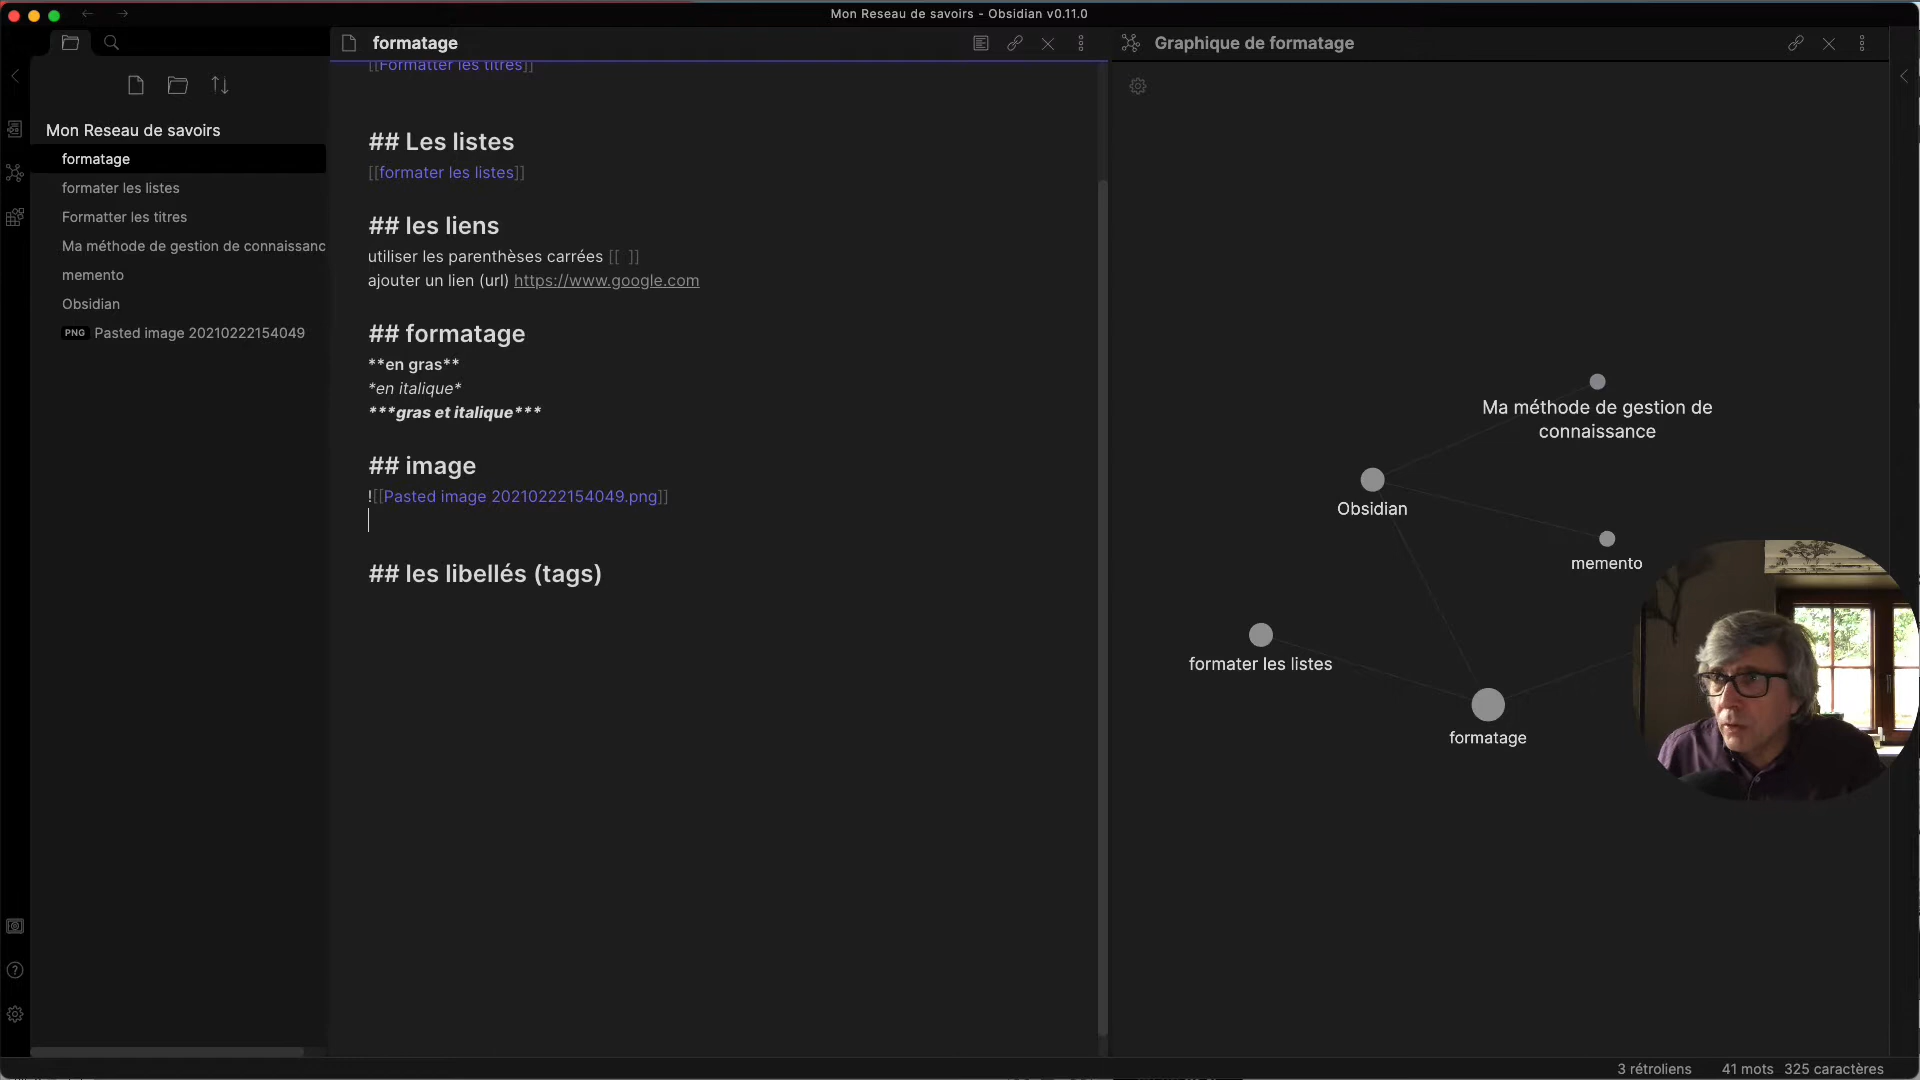 Mon Reseau de savoirs - Obsidian v0.11.0
formatage
Graphique de formatage
Mon Reseau de savoirs
formatage
formater les listes
Formatter les titres
Ma méthode de gestion de connaissanc
memento
Obsidian
PNG Pasted image 20210222154049
[[Formatter les titres]]
## Les listes
[[formater les listes]]
## les liens
utiliser les parenthèses carrées [[ ]]
ajouter un lien (url) https://www.google.com
## formatage
**en gras**
*en italique*
***gras et italique***
## image
![[Pasted image 20210222154049.png]]
## les libellés (tags)
Ma méthode de gestion de
connaissance
Obsidian
memento
formater les listes
formatage
3 rétroliens 41 mots 325 caractères